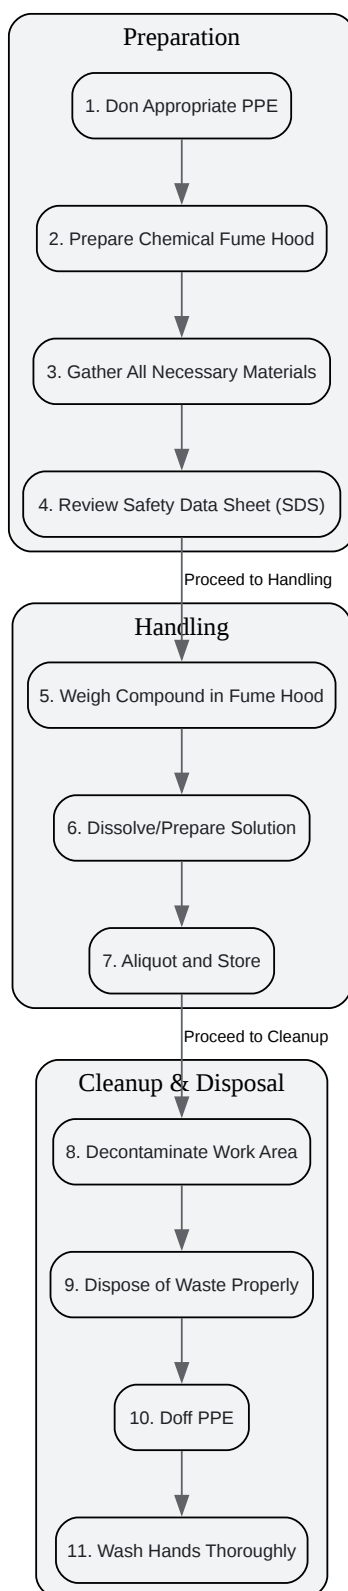 Preparation
1. Don Appropriate PPE
2. Prepare Chemical Fume Hood
3. Gather All Necessary Materials
4. Review Safety Data Sheet (SDS)
Proceed to Handling
Handling
5. Weigh Compound in Fume Hood
6. Dissolve/Prepare Solution
7. Aliquot and Store
Proceed to Cleanup
Cleanup & Disposal
8. Decontaminate Work Area
9. Dispose of Waste Properly
10. Doff PPE
11. Wash Hands Thoroughly